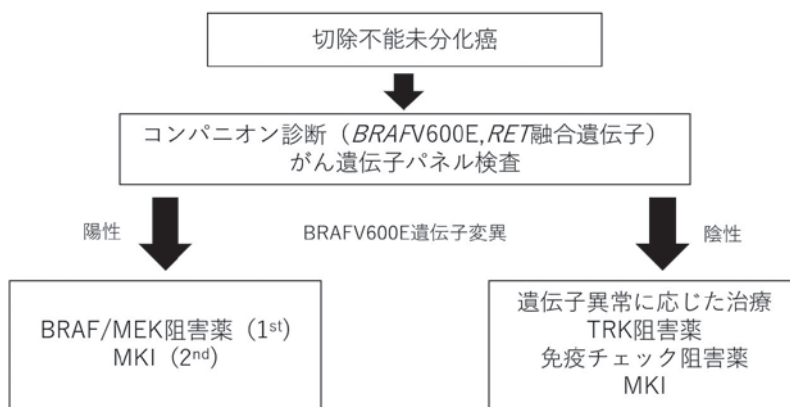 切除不能未分化癌
コンパニオン診断（BRAFV600E,RET融合遺伝子）
がん遺伝子パネル検査
陽性
BRAFV600E遺伝子変異
陰性
BRAF/MEK阻害薬（1st）
MKI（2nd）
遺伝子異常に応じた治療
TRK阻害薬
免疫チェック阻害薬
MKI